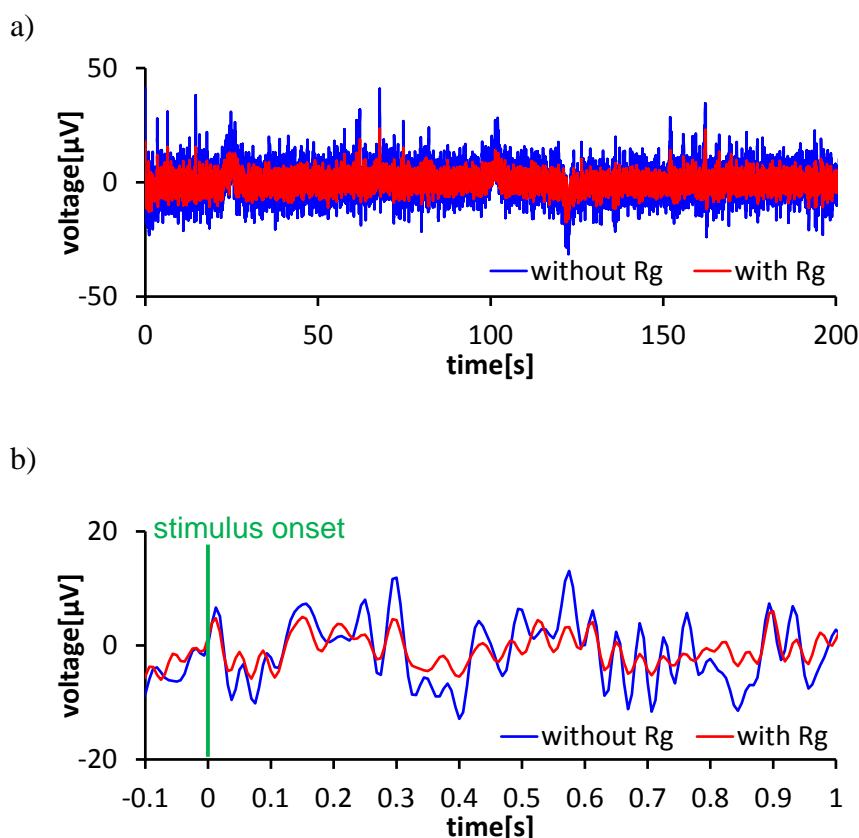 a)
50
0
-50
voltage[µV]
without Rg with Rg
0 50 100 150 200
time[s]
b)
stimulus onset
20
0
-20
voltage[µV]
without Rg with Rg
-0.1 0 0.1 0.2 0.3 0.4 0.5 0.6 0.7 0.8 0.9 1
time[s]